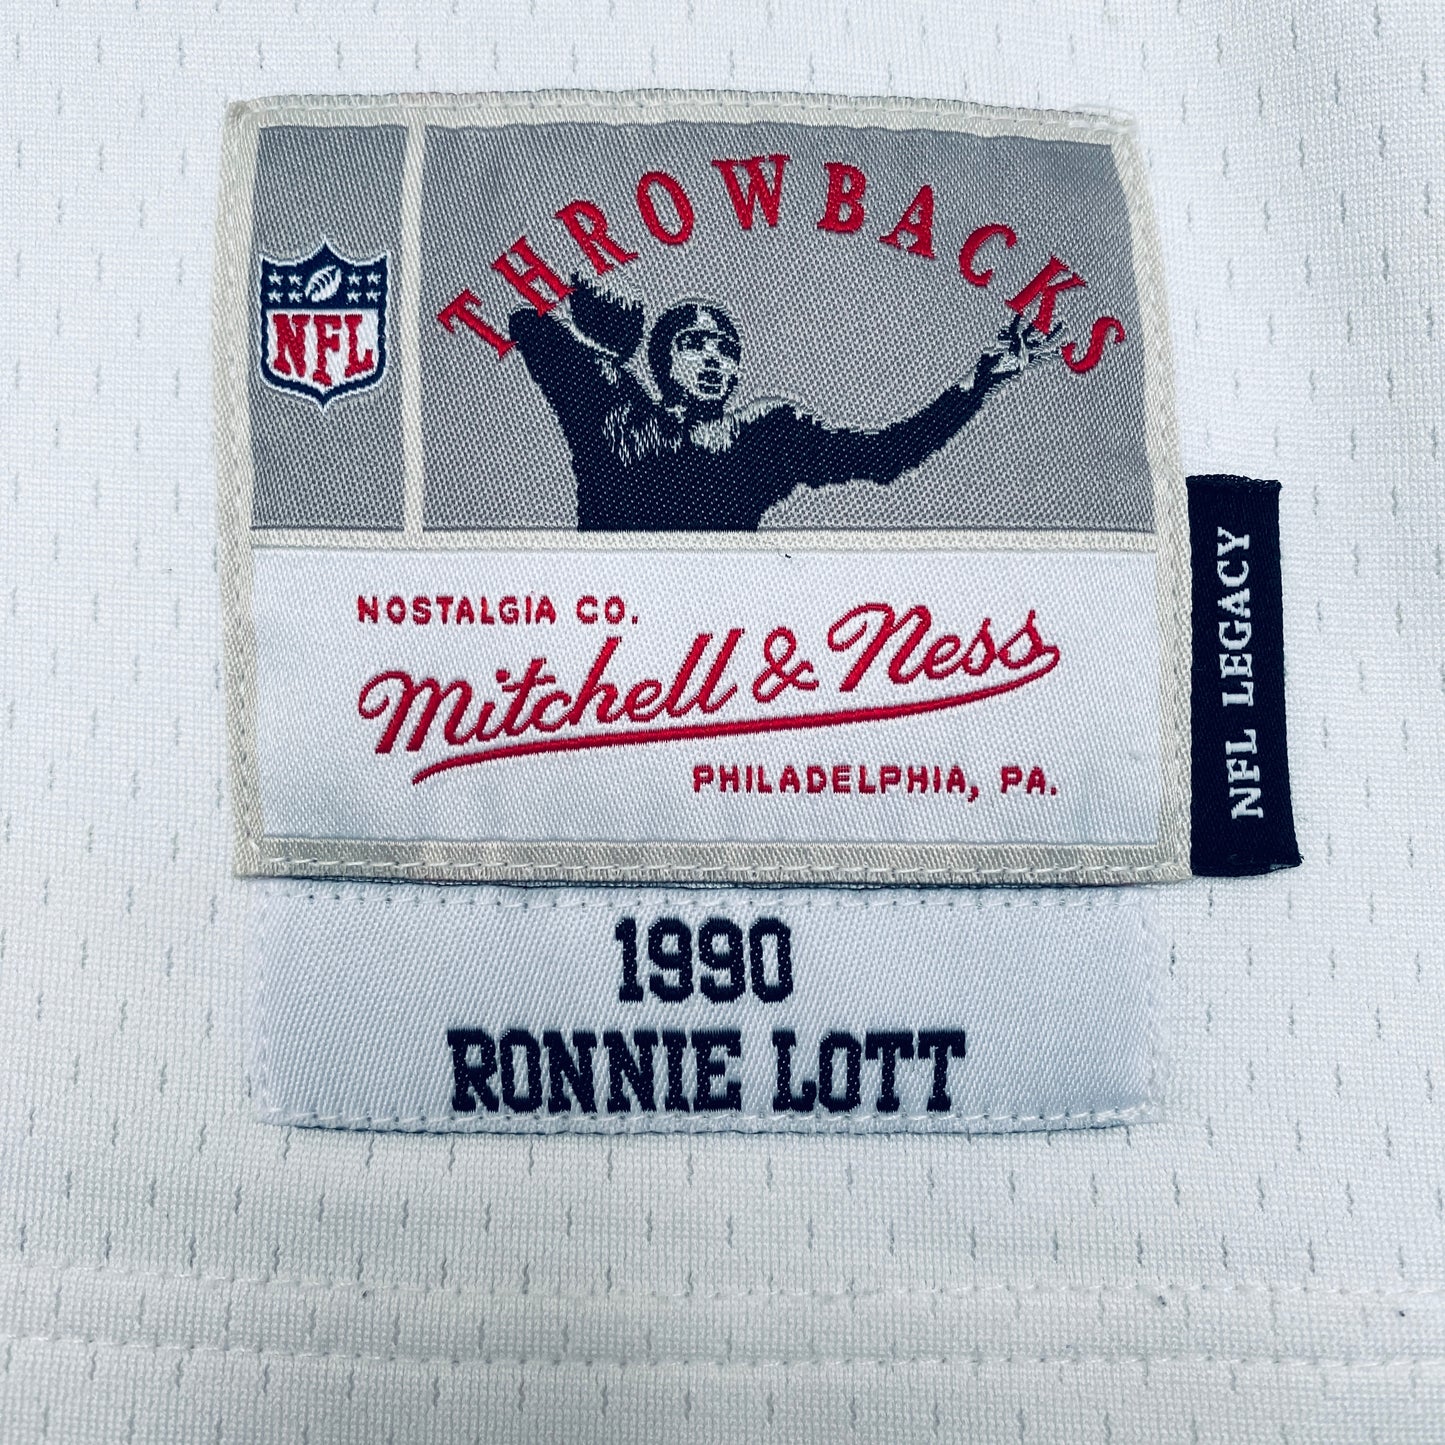 THROWBACKS
NFL
NOSTALGIA CO.
Mitchell & Ness
PHILADELPHIA, PA.
NFL LEGACY
1990
RONNIE LOTT